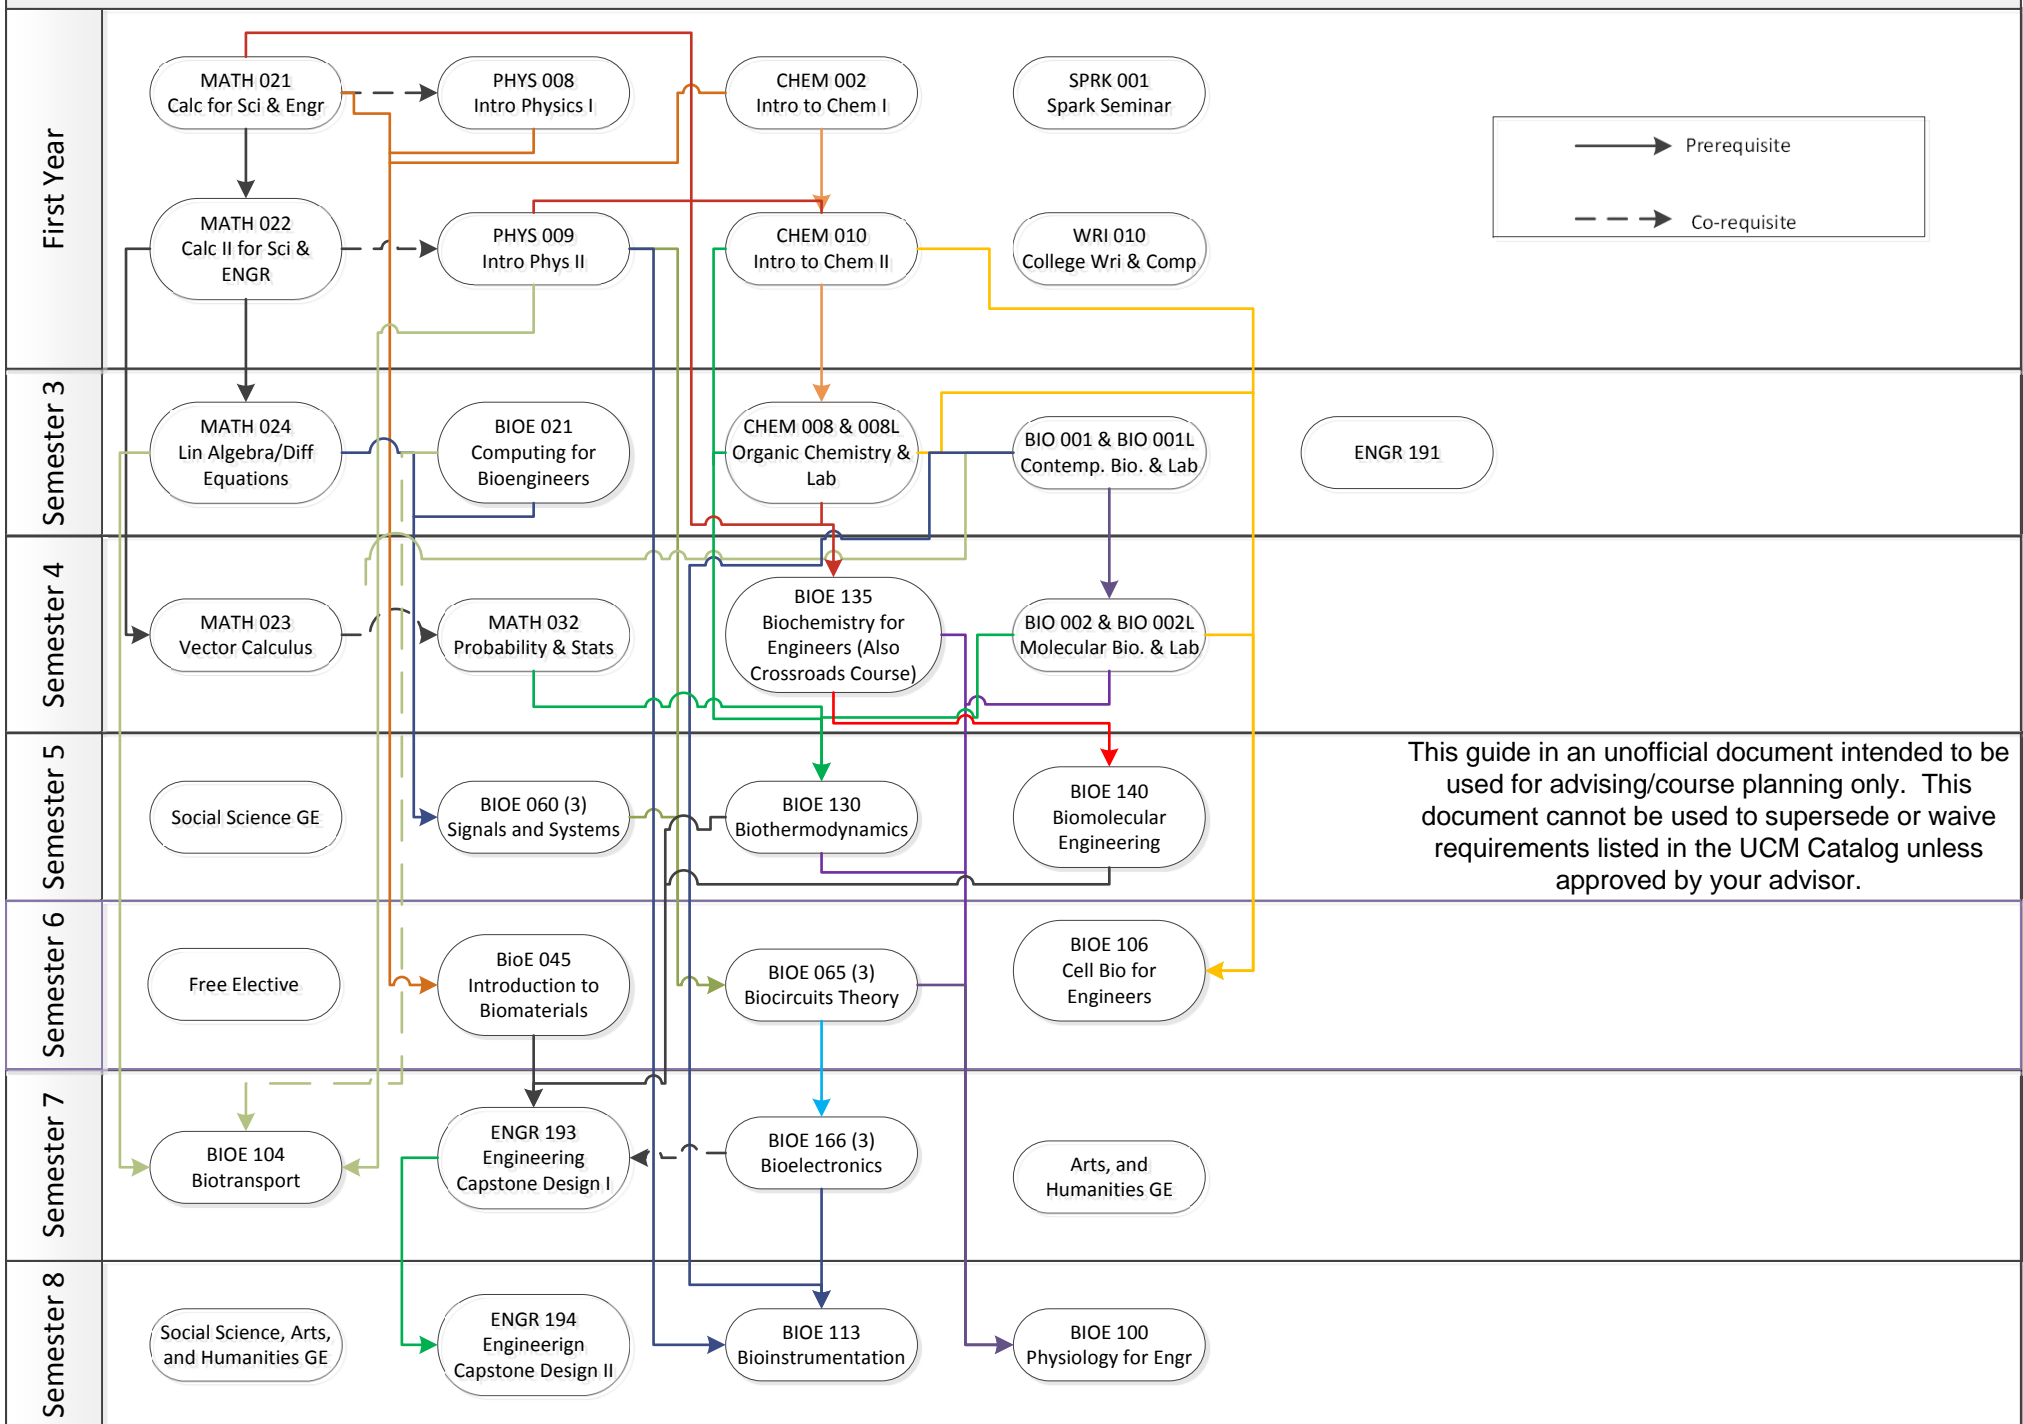 First Year
MATH 021
Calc for Sci & Engr
PHYS 008
Intro Physics I
CHEM 002
Intro to Chem I
SPRK 001
Spark Seminar
Prerequisite
Co-requisite
MATH 022
Calc II for Sci &
ENGR
PHYS 009
Intro Phys II
CHEM 010
Intro to Chem II
WRI 010
College Wri & Comp
Semester 3
MATH 024
Lin Algebra/Diff
Equations
BIOE 021
Computing for
Bioengineers
CHEM 008 & 008L
Organic Chemistry &
Lab
BIO 001 & BIO 001L
Contemp. Bio. & Lab
ENGR 191
Semester 4
MATH 023
Vector Calculus
MATH 032
Probability & Stats
BIOE 135
Biochemistry for
Engineers (Also
Crossroads Course)
BIO 002 & BIO 002L
Molecular Bio. & Lab
Semester 5
Social Science GE
BIOE 060 (3)
Signals and Systems
BIOE 130
Biothermodynamics
BIOE 140
Biomolecular
Engineering
This guide in an unofficial document intended to be
used for advising/course planning only. This
document cannot be used to supersede or waive
requirements listed in the UCM Catalog unless
approved by your advisor.
Semester 6
Free Elective
BioE 045
Introduction to
Biomaterials
BIOE 065 (3)
Biocircuits Theory
BIOE 106
Cell Bio for
Engineers
Semester 7
BIOE 104
Biotransport
ENGR 193
Engineering
Capstone Design I
BIOE 166 (3)
Bioelectronics
Arts, and
Humanities GE
Semester 8
Social Science, Arts,
and Humanities GE
ENGR 194
Engineerign
Capstone Design II
BIOE 113
Bioinstrumentation
BIOE 100
Physiology for Engr